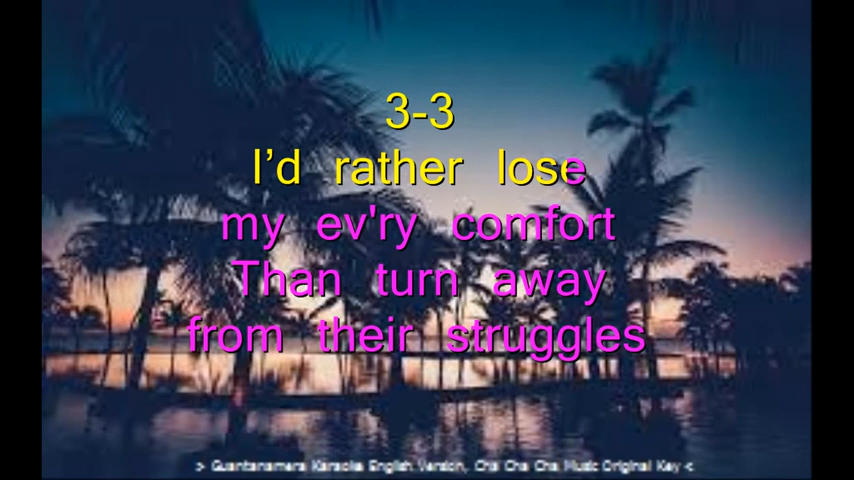 3-3
I’d rather lose
my ev'ry comfort
Than turn away
from their struggles
> Guantanamera Karaoke English Version, Cha Cha Cha Music Original Key <